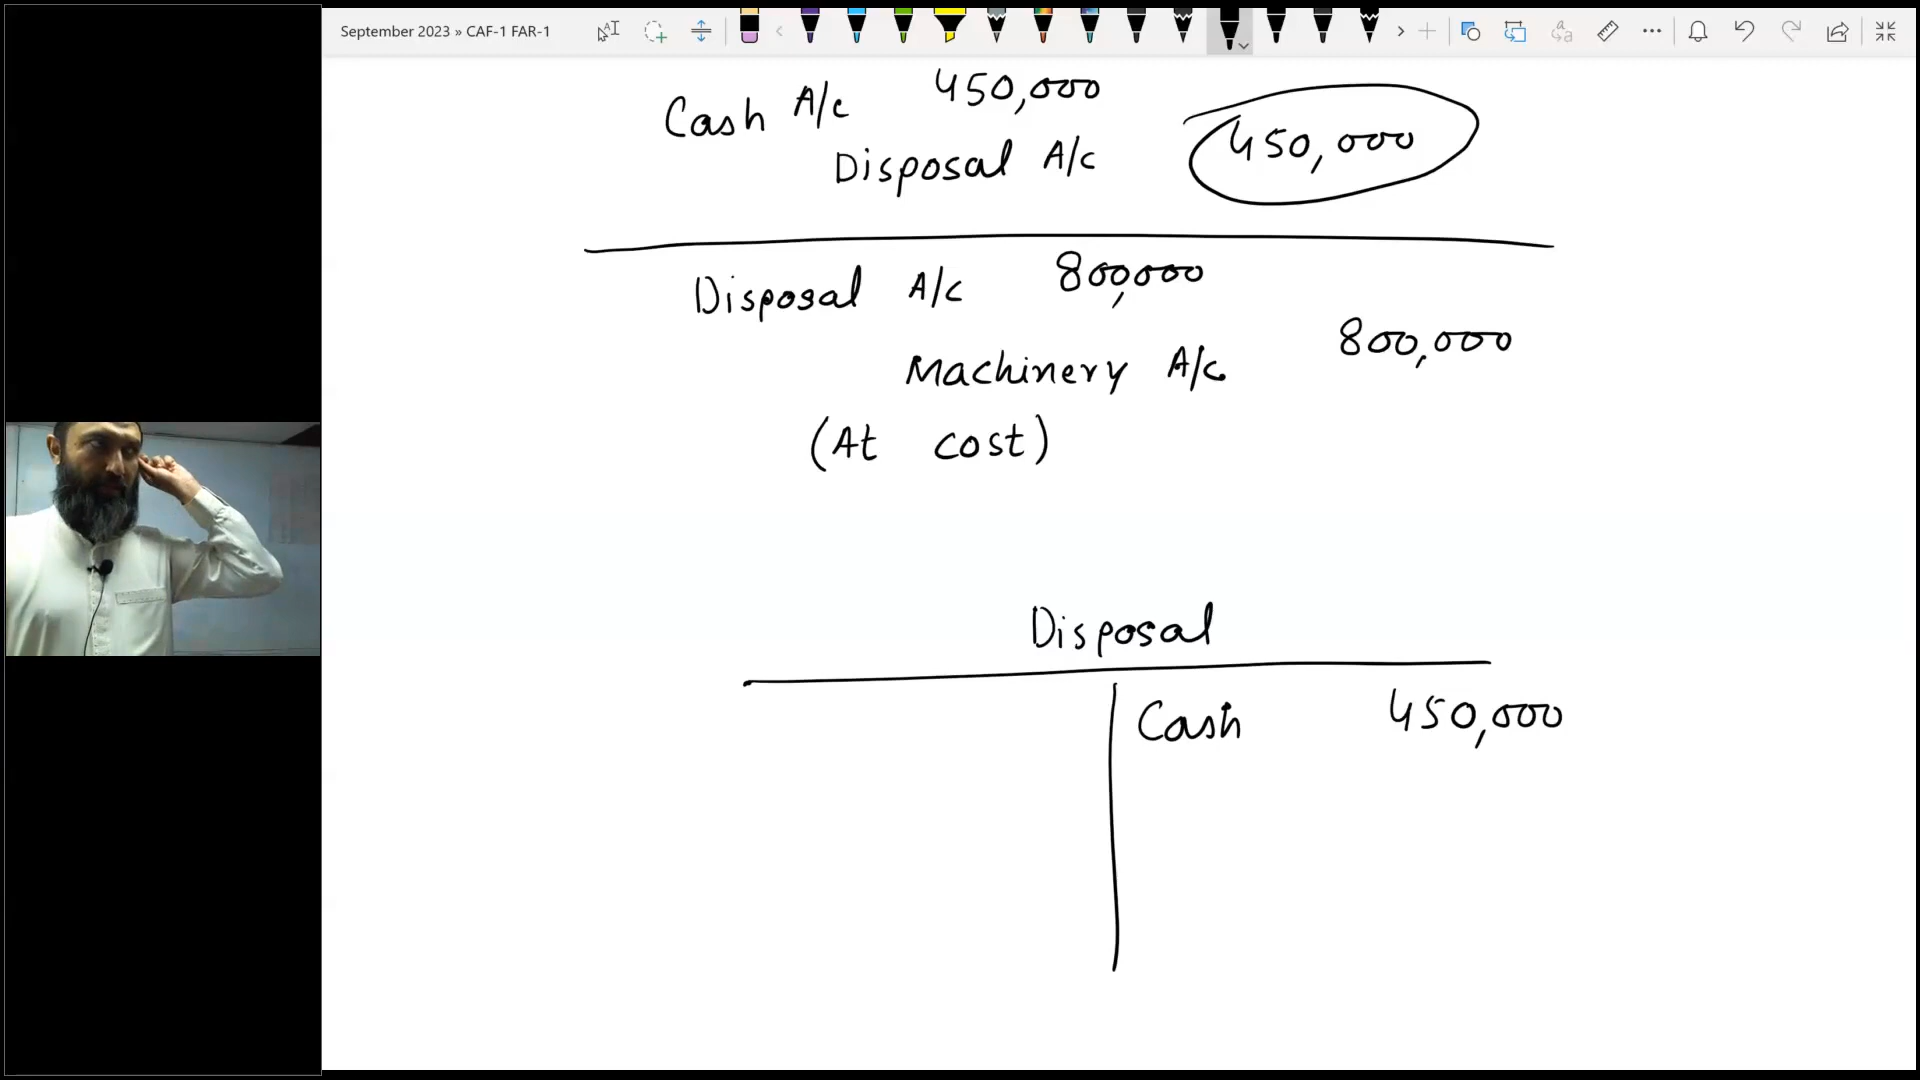 September 2023 » CAF-1 FAR-1
Cash A/c 450,000
Disposal A/c 450,000
Disposal A/c 800,000
Machinery A/c 800,000
(At cost)
Disposal
Cash 450,000